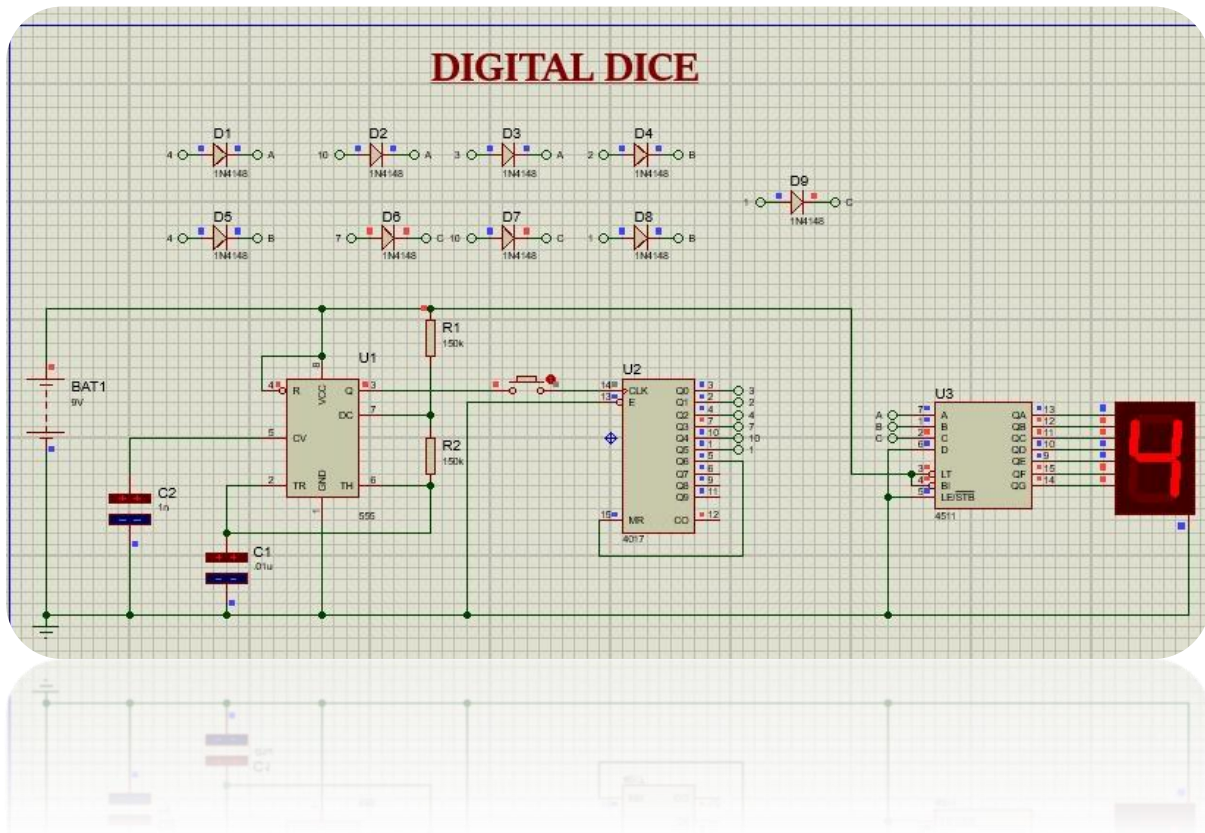 DIGITAL DICE
D1 D2 D3 D4
4 A 10 A 3 A 2 B
1N4148 1N4148 1N4148 1N4148
D9
1 C
1N4148
D5 D6 D7 D8
4 B 7 C 10 C 1 B
1N4148 1N4148 1N4148 1N4148
BAT1
9V
C2
1n
C1
.01u
U1
R VCC Q
DC
CV
TR GND TH
4 8 3
7
5
2 1 6
555
R1
150k
R2
150k
U2
14 CLK Q0 3 3
13 E Q1 2 2
Q2 4 4
Q3 7 7
Q4 10 10
Q5 1 1
Q6 5
Q7 6
Q8 9
Q9 11
15 MR CO 12
4017
U3
A 7 A QA 13
B 1 B QB 12
C 2 C QC 11
6 D QD 10
QE 9
3 LT QF 15
4 BI QG 14
5 LE/STB
4511
4